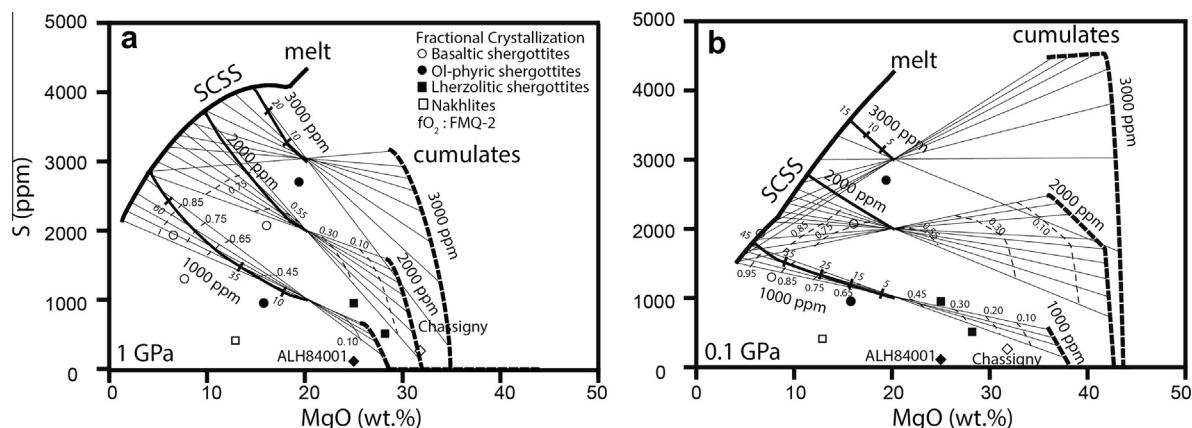 a
Fractional Crystallization
Basaltic shergottites
Ol-phyric shergottites
Lherzolitic shergottites
Nakhlites
fO2 : FMQ-2
melt
SCSS
3000 ppm
20
10
2000 ppm
cumulates
3000 ppm
2000 ppm
0.75
0.85
60
0.75
0.65
0.55
0.30
0.10
0.45
35
10
1000 ppm
0.10
Chassigny
ALH84001
1 GPa
5000
4000
3000
2000
1000
0
S (ppm)
0
10
20
30
40
50
MgO (wt.%)
b
cumulates
melt
SCSS
15
10
5
3000 ppm
3000 ppm
2000 ppm
2000 ppm
45
0.85
0.75
0.30
0.10
0.95
0.85
0.75
0.65
25
15
5
0.45
0.30
0.20
0.10
1000 ppm
1000 ppm
Chassigny
ALH84001
0.1 GPa
5000
4000
3000
2000
1000
0
0
10
20
30
40
50
MgO (wt.%)